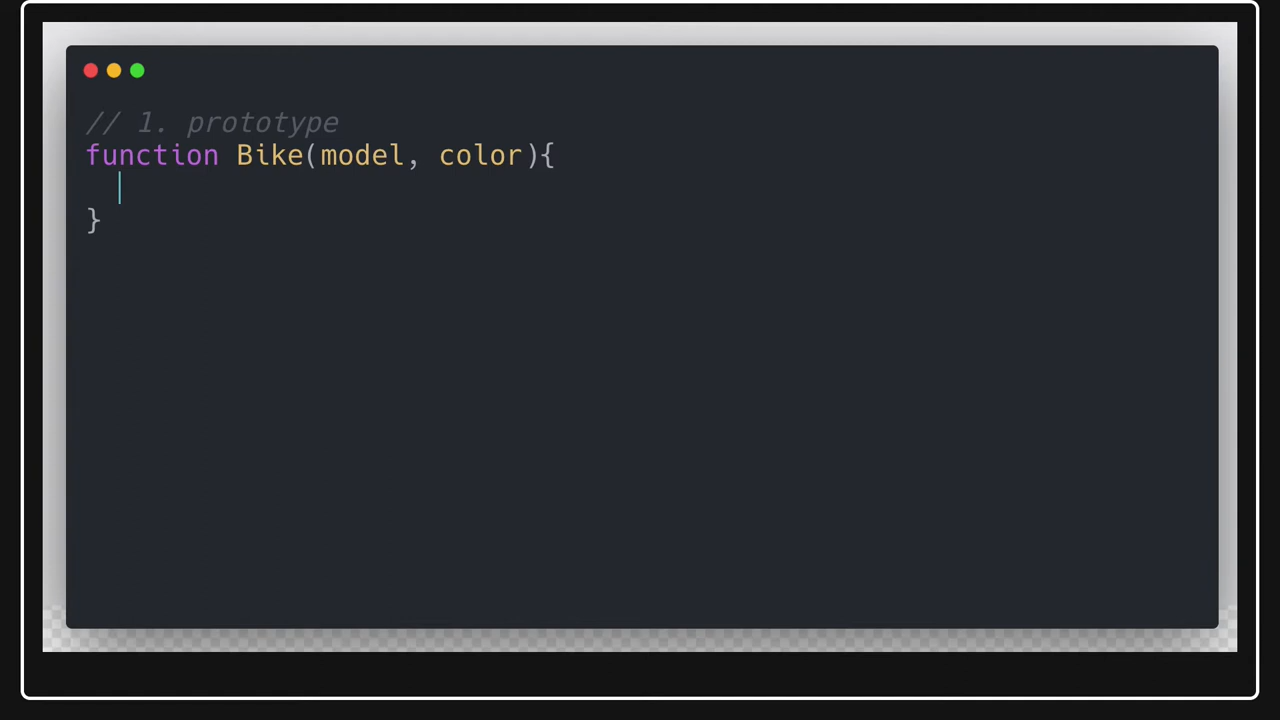 // 1. prototype
function Bike(model, color){
}